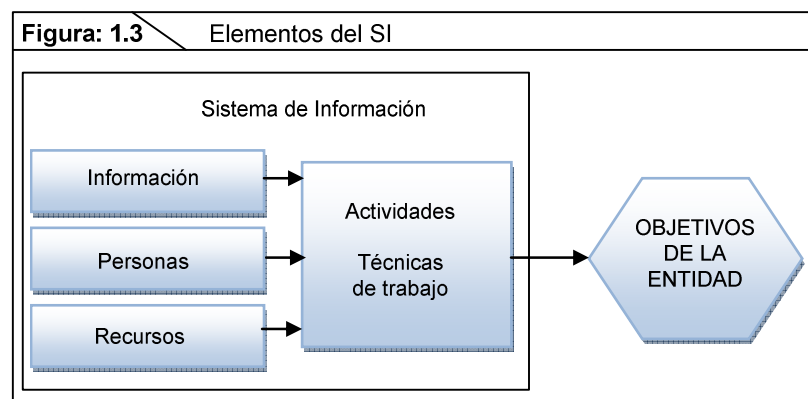 Figura: 1.3 Elementos del SI
Sistema de Información
Información
Personas
Recursos
Actividades
Técnicas
de trabajo
OBJETIVOS
DE LA
ENTIDAD